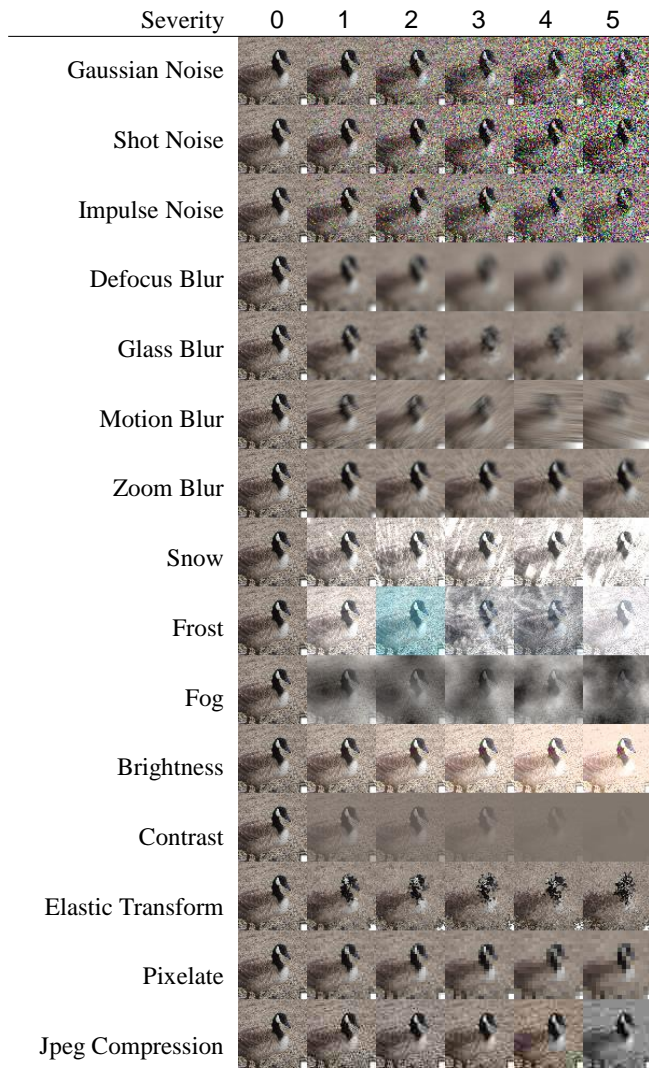 Severity 0 1 2 3 4 5
Gaussian Noise
Shot Noise
Impulse Noise
Defocus Blur
Glass Blur
Motion Blur
Zoom Blur
Snow
Frost
Fog
Brightness
Contrast
Elastic Transform
Pixelate
Jpeg Compression